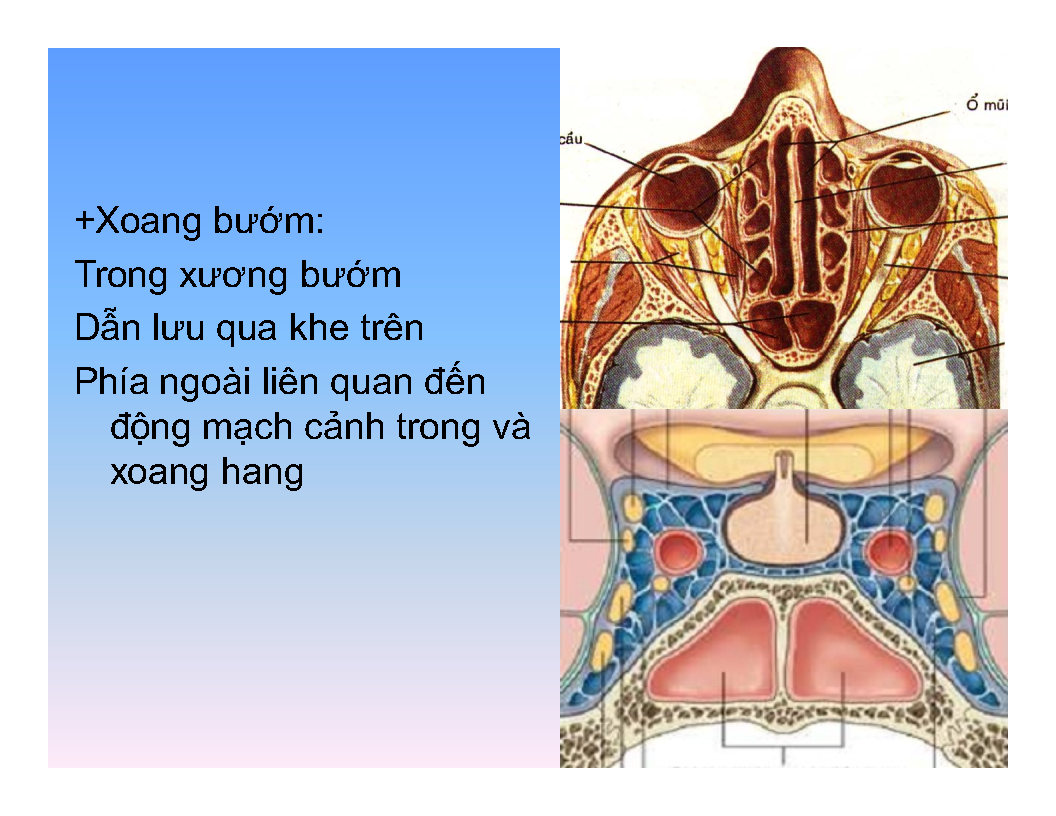 +Xoang bướm:
Trong xương bướm
Dẫn lưu qua khe trên
Phía ngoài liên quan đến
động mạch cảnh trong và
xoang hang
Ổ mũi
cầu